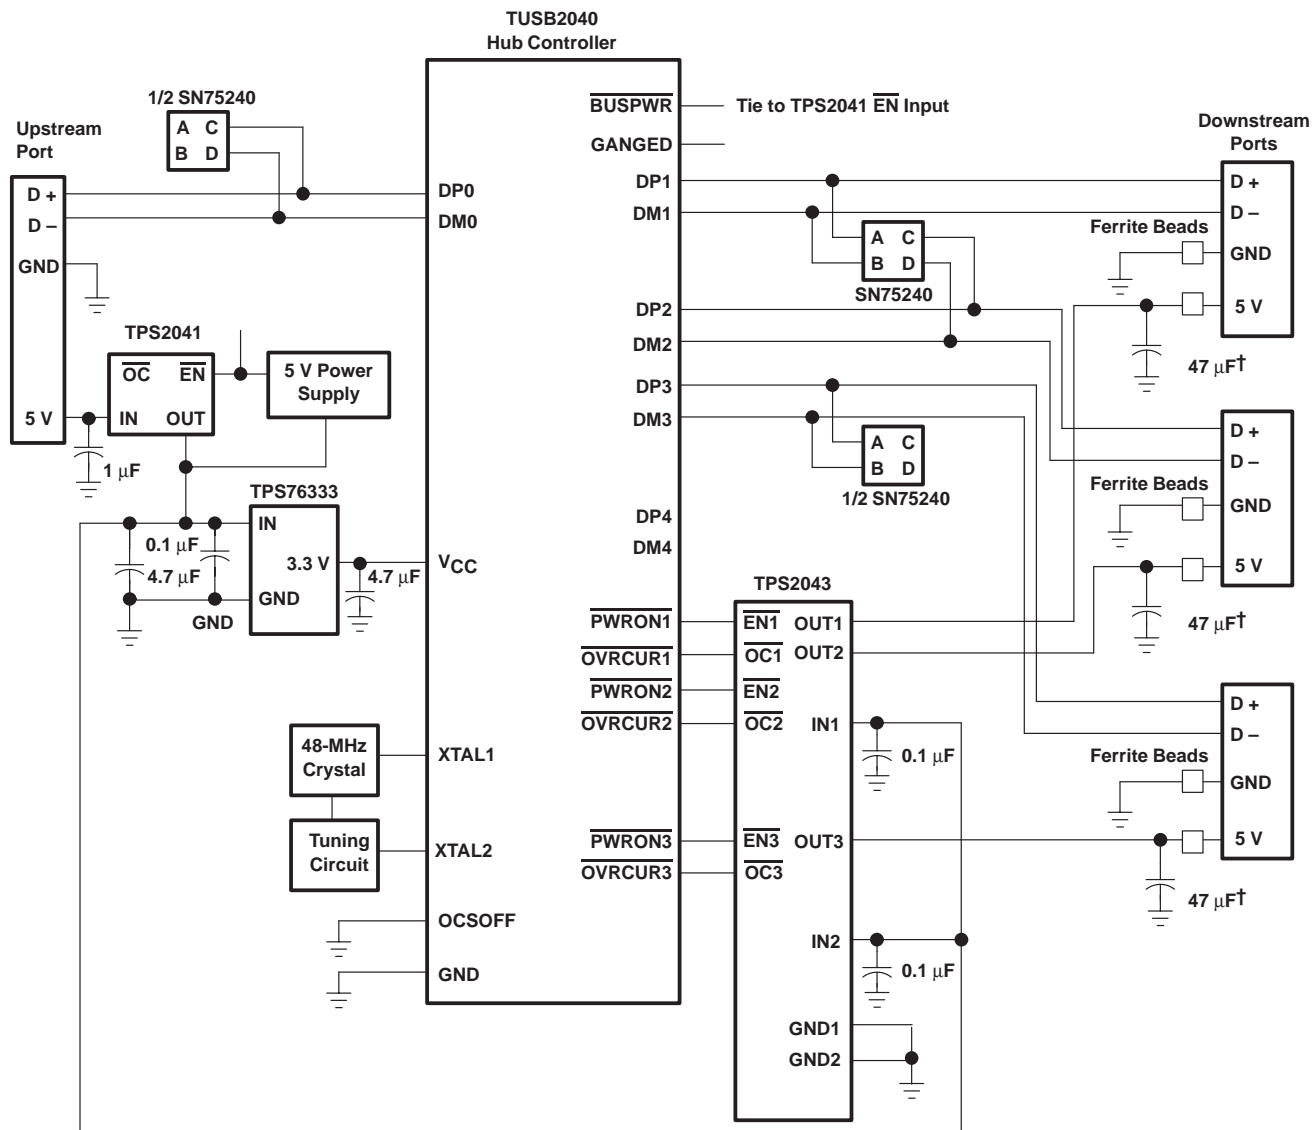 TUSB2040
Hub Controller
1/2 SN75240
A C
B D
Upstream
Port
D +
D –
GND
5 V
BUSPWR
Tie to TPS2041 EN Input
GANGED
DP0
DM0
DP1
DM1
Downstream
Ports
D +
D –
Ferrite Beads
GND
5 V
47 μF†
A C
B D
SN75240
DP2
DM2
DP3
DM3
TPS2041
OC EN
IN OUT
5 V Power
Supply
1 μF
A C
B D
1/2 SN75240
D +
D –
Ferrite Beads
GND
5 V
47 μF†
TPS76333
IN
3.3 V
GND
0.1 μF
4.7 μF
GND
4.7 μF
VCC
DP4
DM4
TPS2043
PWRON1
EN1
OUT1
OVRCUR1
OC1
OUT2
PWRON2
EN2
OVRCUR2
OC2
IN1
0.1 μF
D +
D –
Ferrite Beads
GND
5 V
47 μF†
48-MHz
Crystal
XTAL1
Tuning
Circuit
XTAL2
PWRON3
EN3
OUT3
OVRCUR3
OC3
OCSOFF
GND
IN2
0.1 μF
GND1
GND2